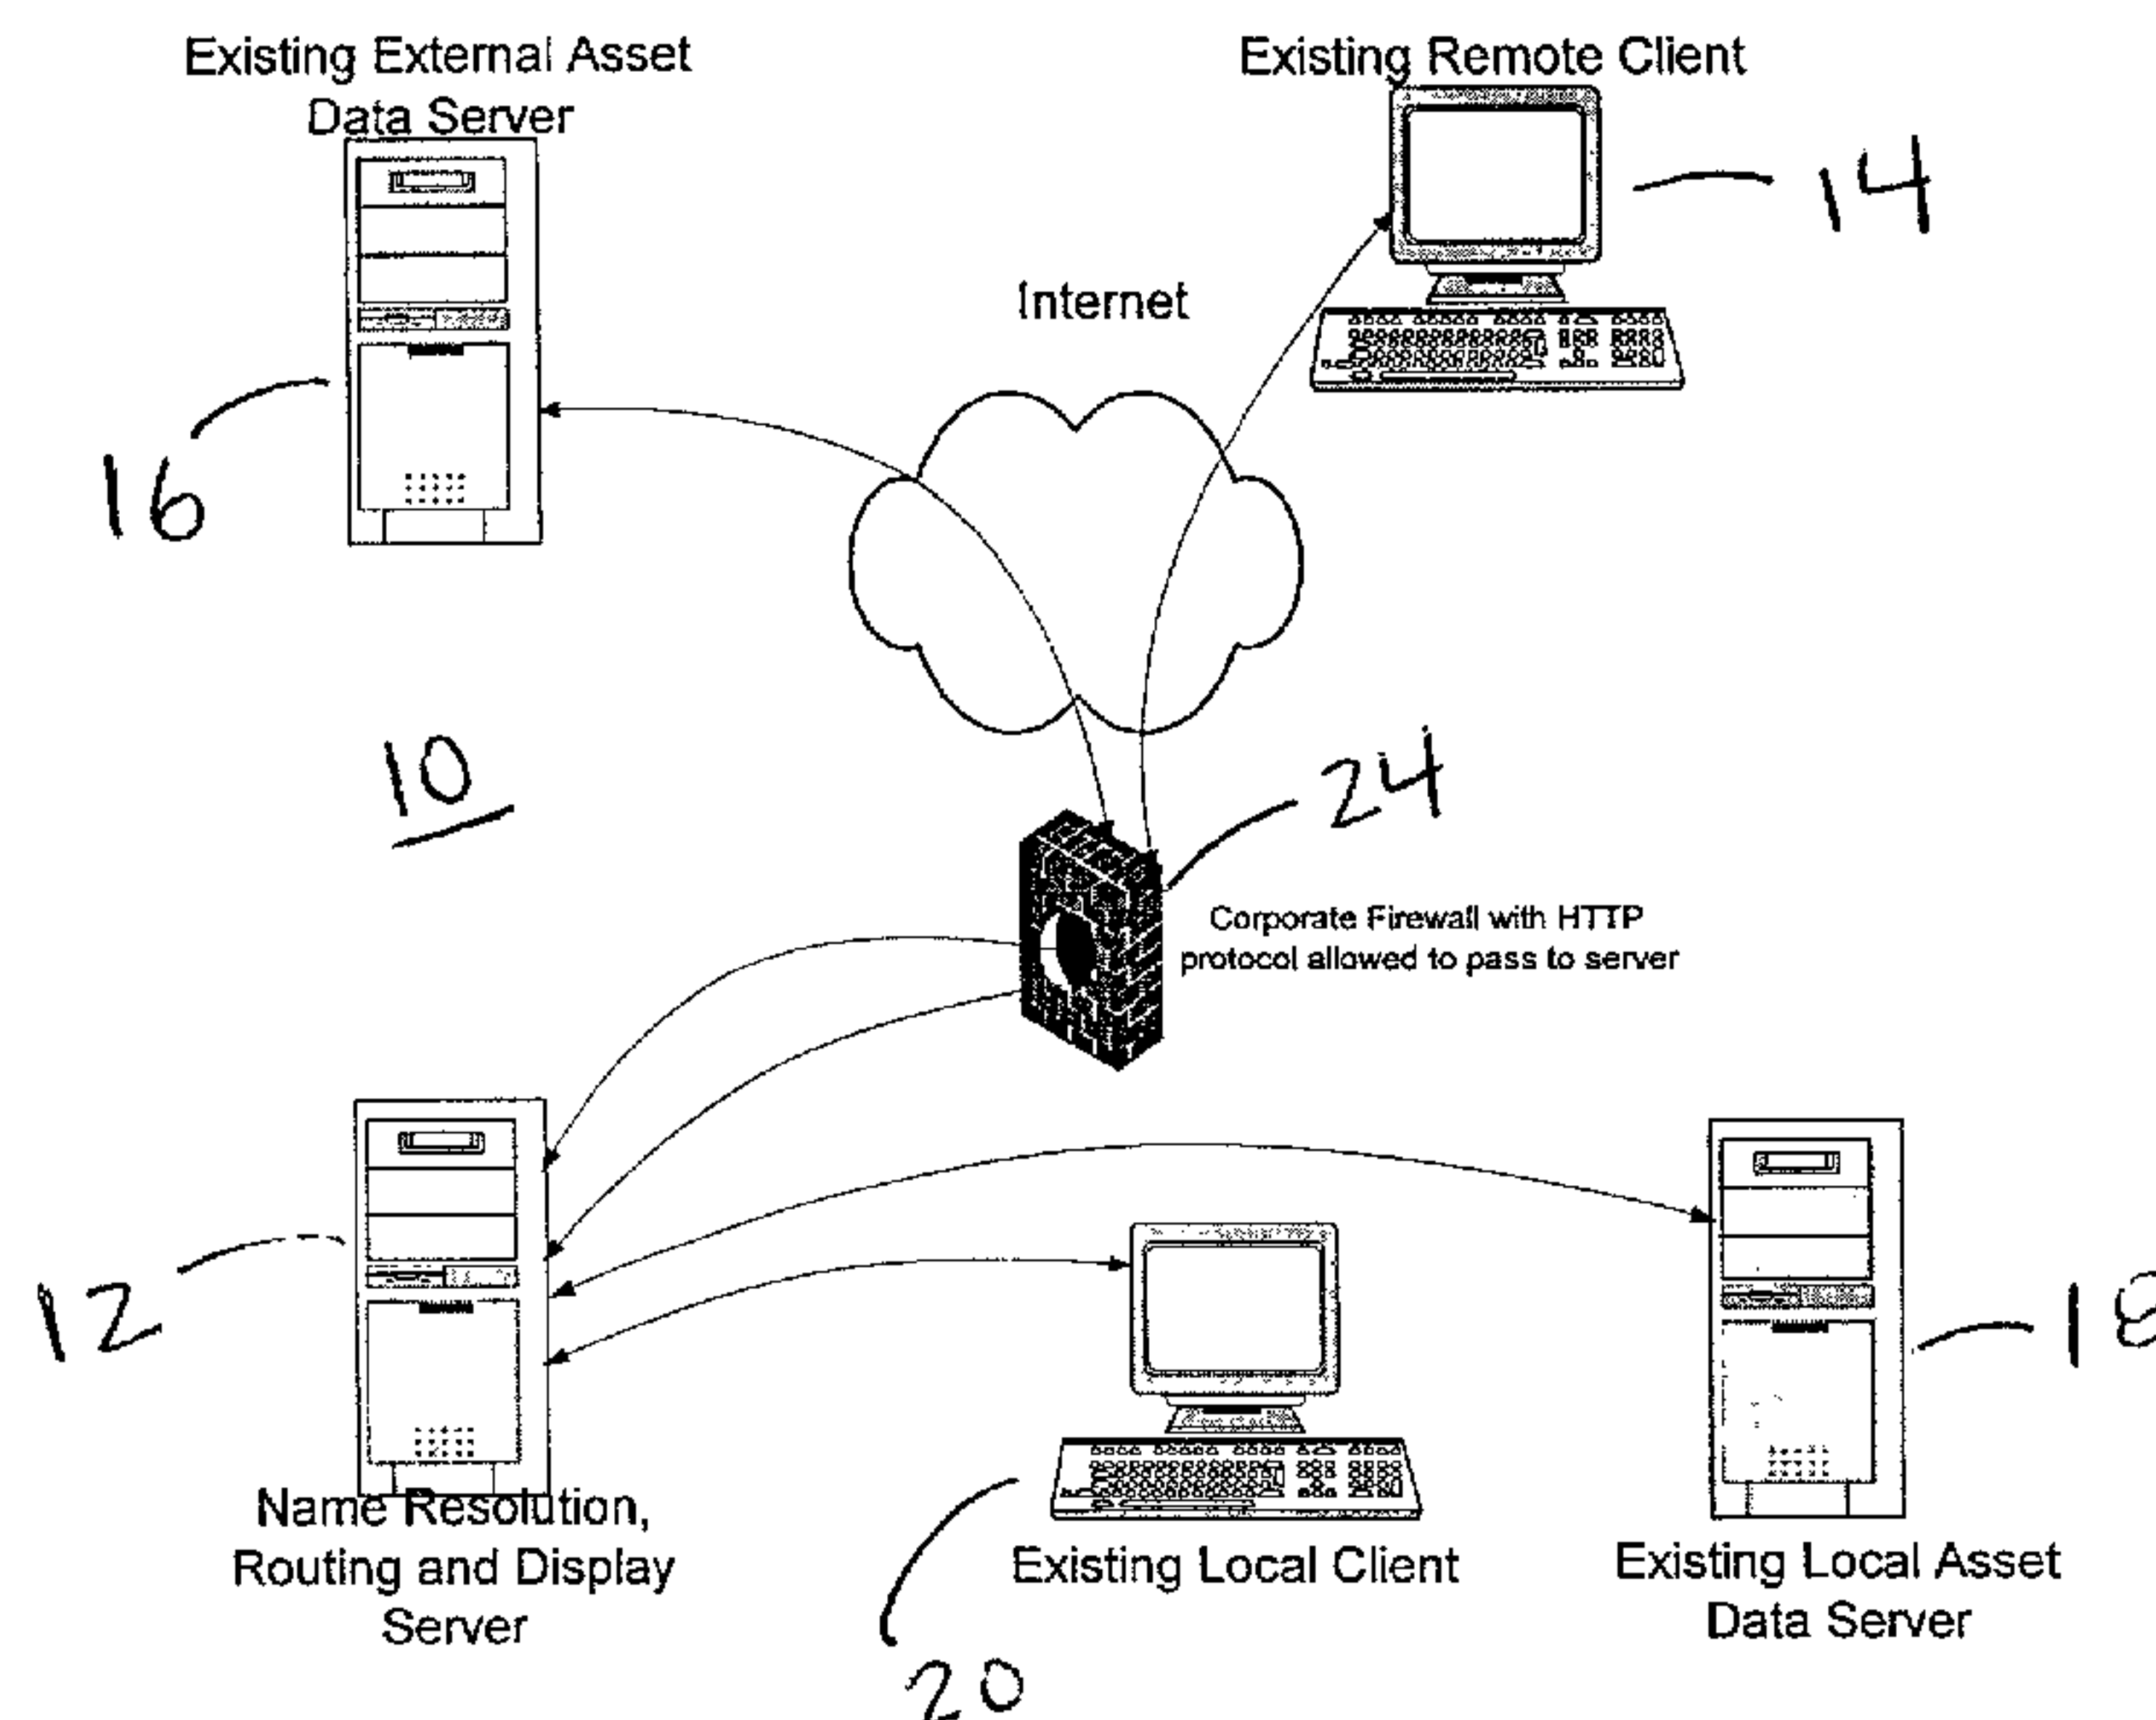 Existing External Asset
Data Server
Existing Remote Client
14
Internet
16
10
24
Corporate Firewall with HTTP
protocol allowed to pass to server
12
18
Name Resolution,
Routing and Display
Server
Existing Local Client
Existing Local Asset
Data Server
20